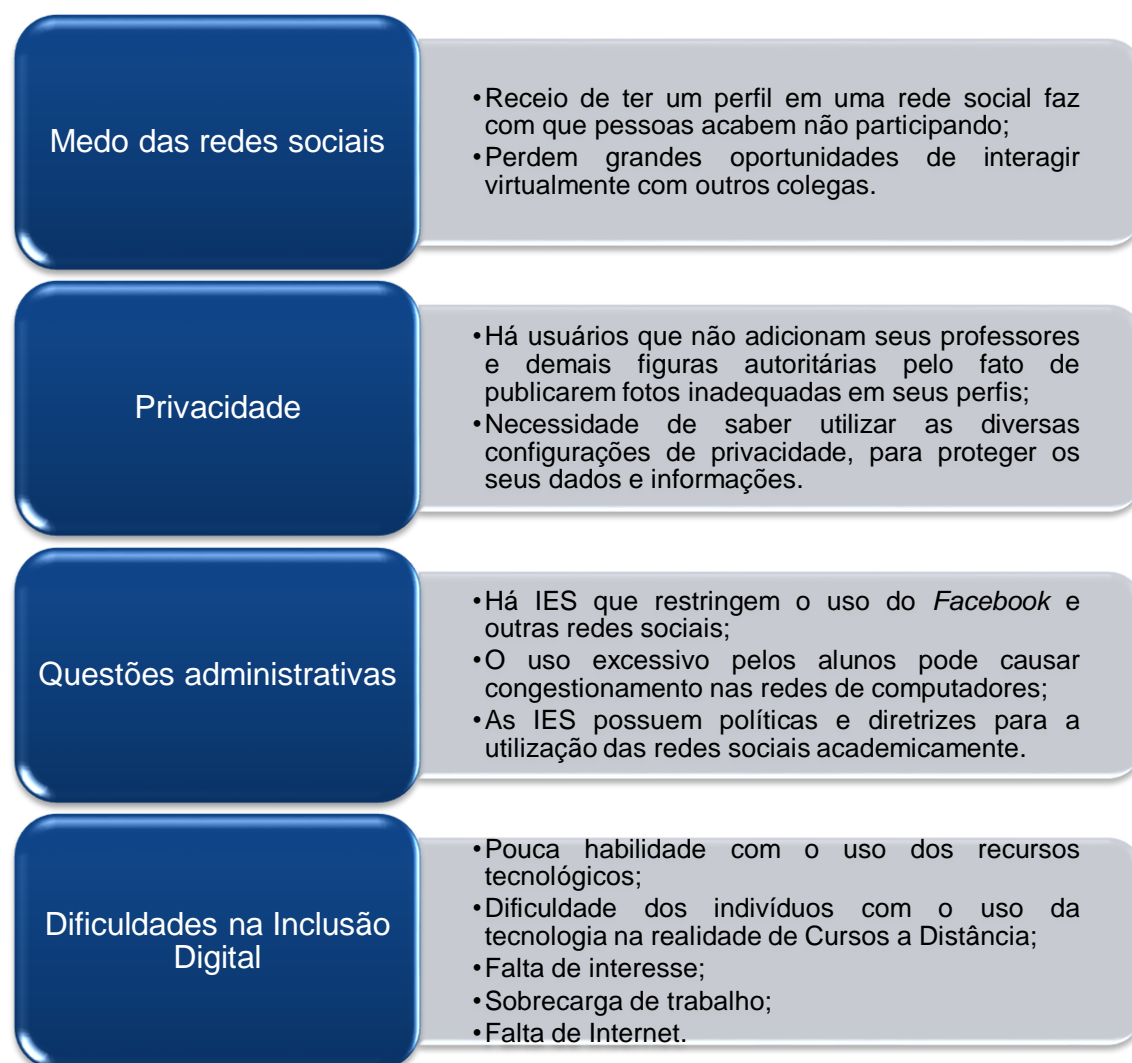 Medo das redes sociais
•Receio de ter um perfil em uma rede social faz
com que pessoas acabem não participando;
•Perdem grandes oportunidades de interagir
virtualmente com outros colegas.
Privacidade
•Há usuários que não adicionam seus professores
e demais figuras autoritárias pelo fato de
publicarem fotos inadequadas em seus perfis;
•Necessidade de saber utilizar as diversas
configurações de privacidade, para proteger os
seus dados e informações.
Questões administrativas
•Há IES que restringem o uso do Facebook e
outras redes sociais;
•O uso excessivo pelos alunos pode causar
congestionamento nas redes de computadores;
•As IES possuem políticas e diretrizes para a
utilização das redes sociais academicamente.
Dificuldades na Inclusão
Digital
•Pouca habilidade com o uso dos recursos
tecnológicos;
•Dificuldade dos indivíduos com o uso da
tecnologia na realidade de Cursos a Distância;
•Falta de interesse;
•Sobrecarga de trabalho;
•Falta de Internet.